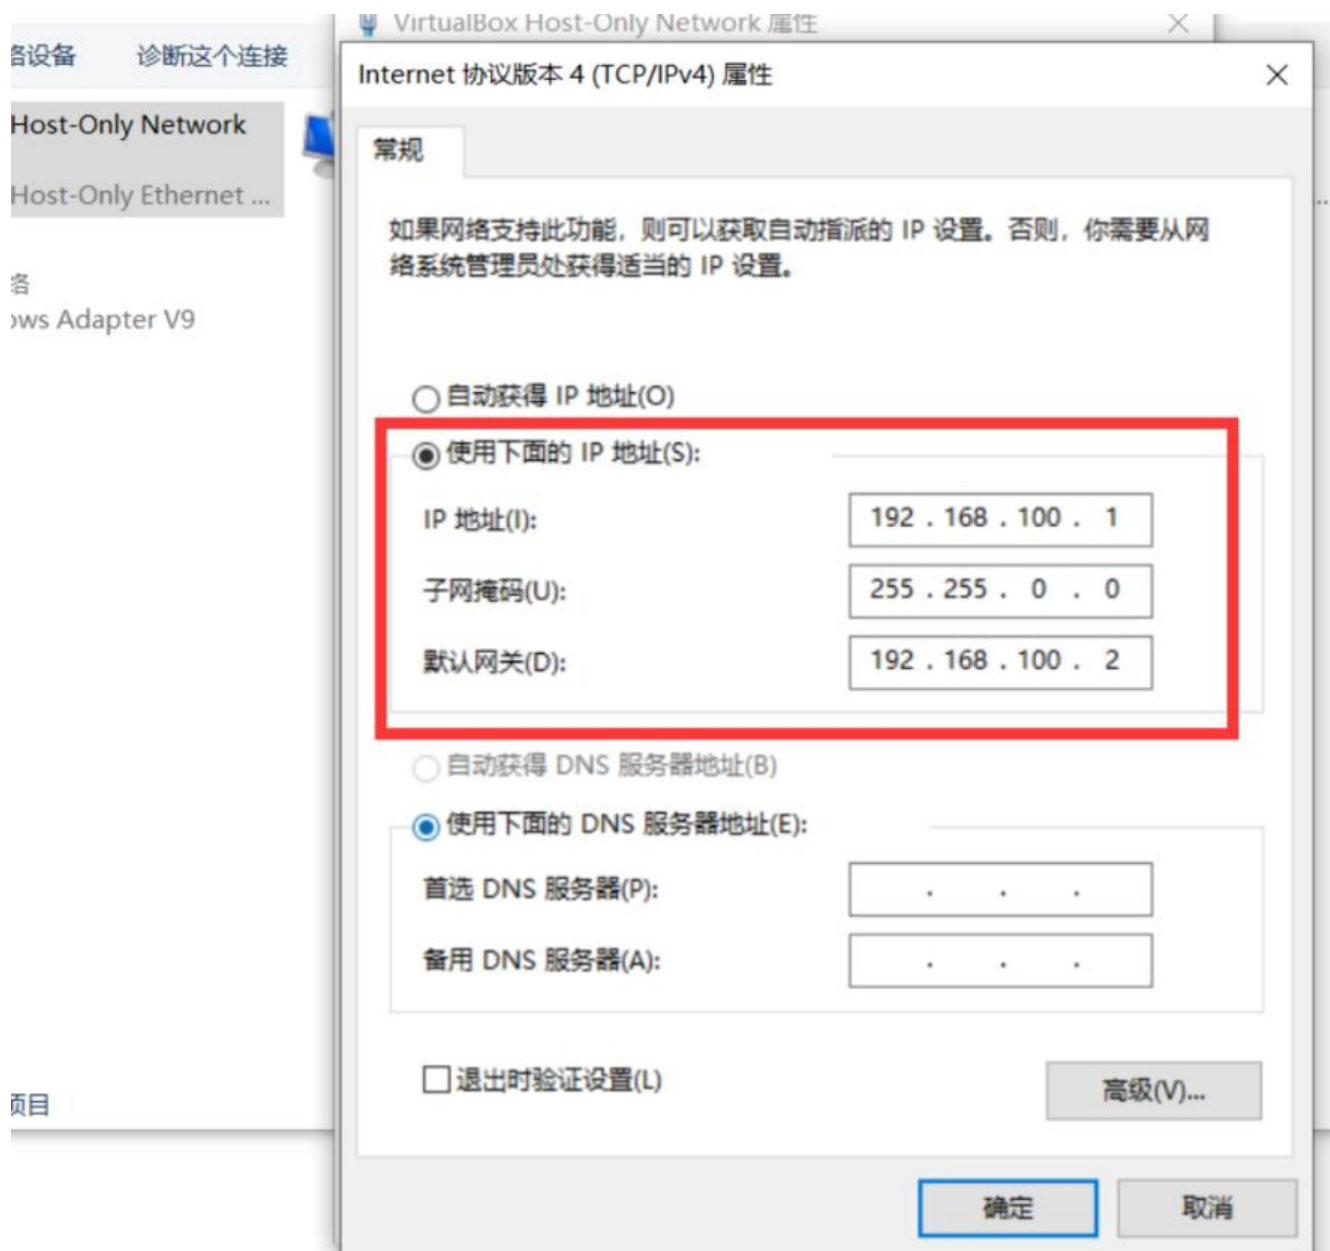 VirtualBox Host-Only Network 属性
络设备 诊断这个连接
Internet 协议版本 4 (TCP/IPv4) 属性
Host-Only Network
常规
Host-Only Ethernet ...
...
如果网络支持此功能，则可以获取自动指派的 IP 设置。否则，你需要从网
络系统管理员处获得适当的 IP 设置。
络
ows Adapter V9
自动获得 IP 地址(O)
使用下面的 IP 地址(S):
IP 地址(I): 192 . 168 . 100 . 1
子网掩码(U): 255 . 255 . 0 . 0
默认网关(D): 192 . 168 . 100 . 2
自动获得 DNS 服务器地址(B)
使用下面的 DNS 服务器地址(E):
首选 DNS 服务器(P): . . .
备用 DNS 服务器(A): . . .
退出时验证设置(L)
高级(V)...
项目
确定 取消